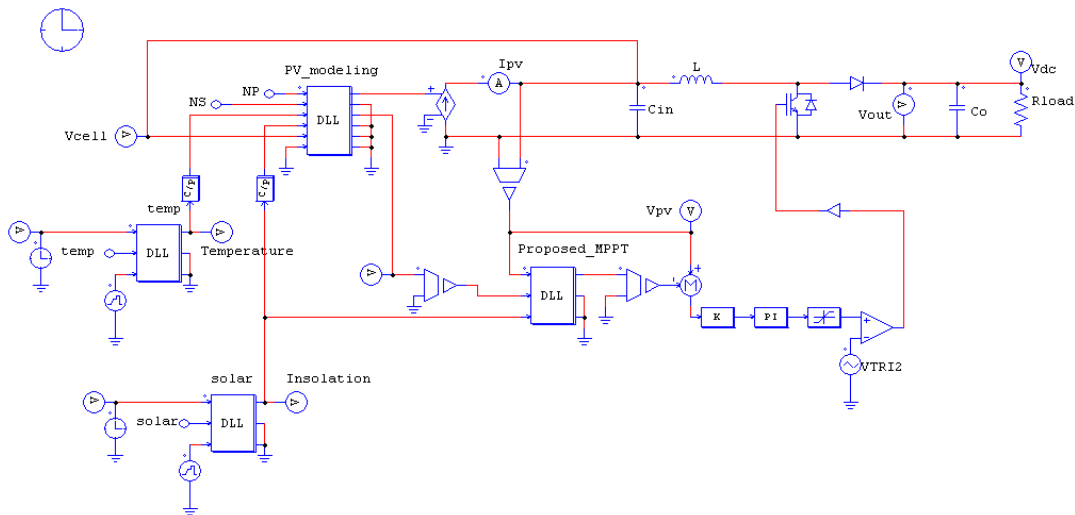 Ipv
L
V
Vdc
PV_modeling
A
NP
Cin
Rload
NS
DLL
Vout
V
Co
Vcell
V
C/P
C/P
temp
Vpv
V
V
V
Temperature
Proposed_MPPT
temp
DLL
V
DLL
M
K
PI
VTRI2
solar
Insolation
V
V
solar
DLL